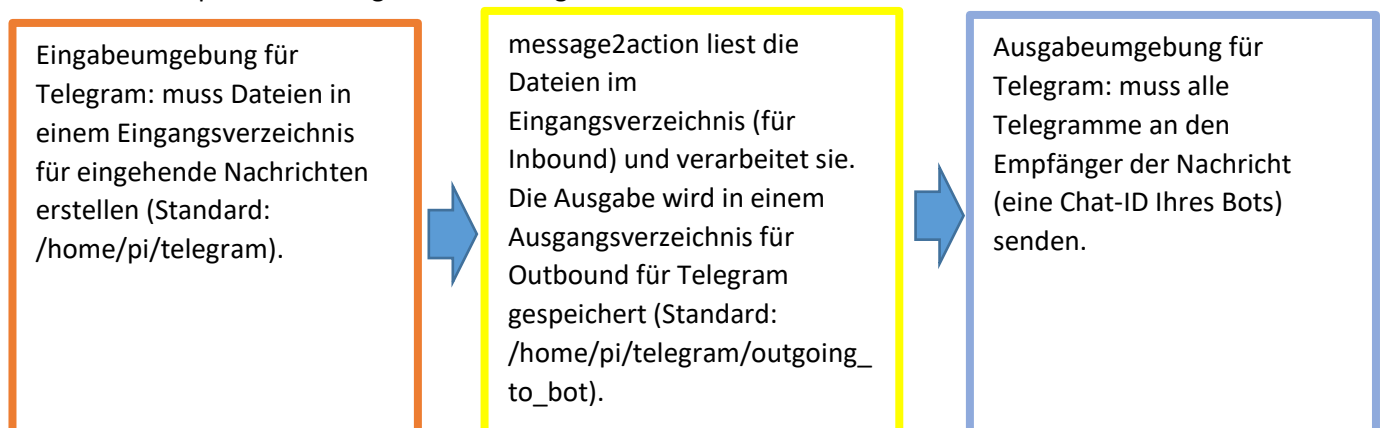 Eingabeumgebung für
Telegram: muss Dateien in
einem Eingangsverzeichnis
für eingehende Nachrichten
erstellen (Standard:
/home/pi/telegram).
message2action liest die
Dateien im
Eingangsverzeichnis (für
Inbound) und verarbeitet sie.
Die Ausgabe wird in einem
Ausgangsverzeichnis für
Outbound für Telegram
gespeichert (Standard:
/home/pi/telegram/outgoing_
to_bot).
Ausgabeumgebung für
Telegram: muss alle
Telegramme an den
Empfänger der Nachricht
(eine Chat-ID Ihres Bots)
senden.